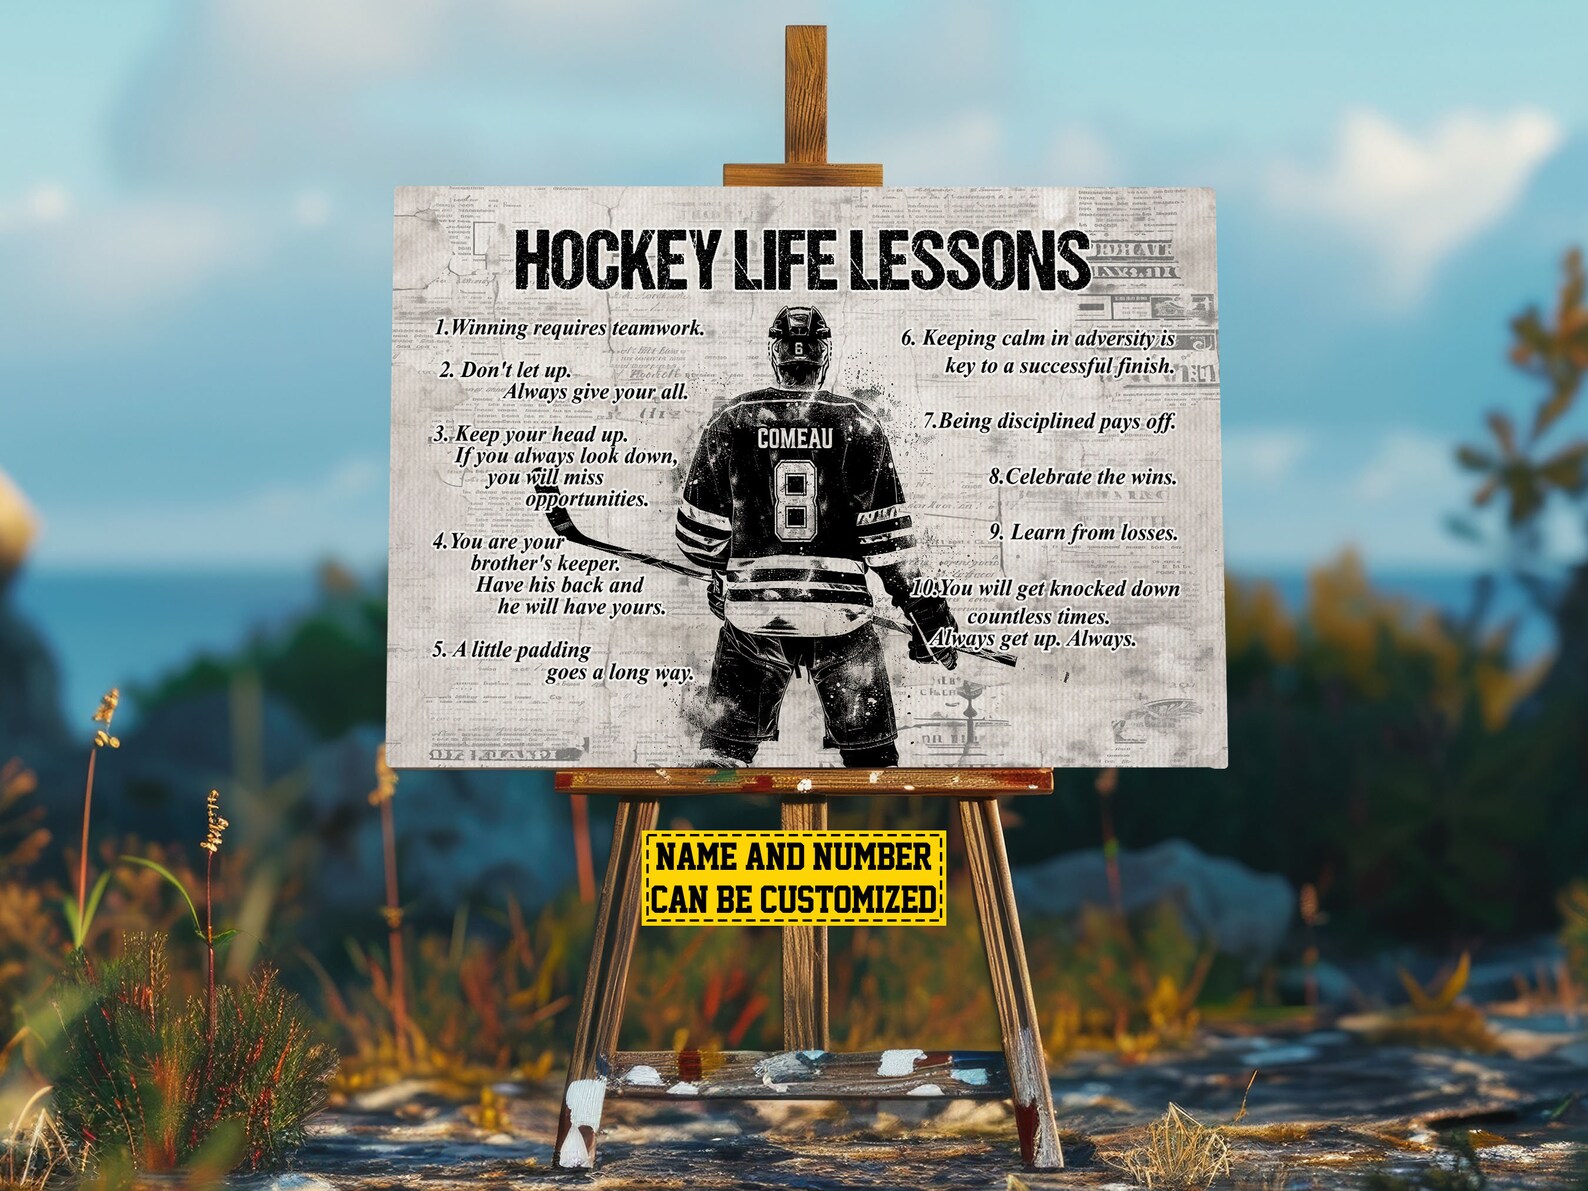 HOCKEY LIFE LESSONS
1.Winning requires teamwork.
2. Don't let up.
Always give your all.
3. Keep your head up.
If you always look down,
you will miss
opportunities.
4.You are your
brother's keeper.
Have his back and
he will have yours.
5. A little padding
goes a long way.
6
COMEAU
8
6. Keeping calm in adversity is
key to a successful finish.
7.Being disciplined pays off.
8.Celebrate the wins.
9. Learn from losses.
10.You will get knocked down
countless times.
Always get up. Always.
NAME AND NUMBER
CAN BE CUSTOMIZED